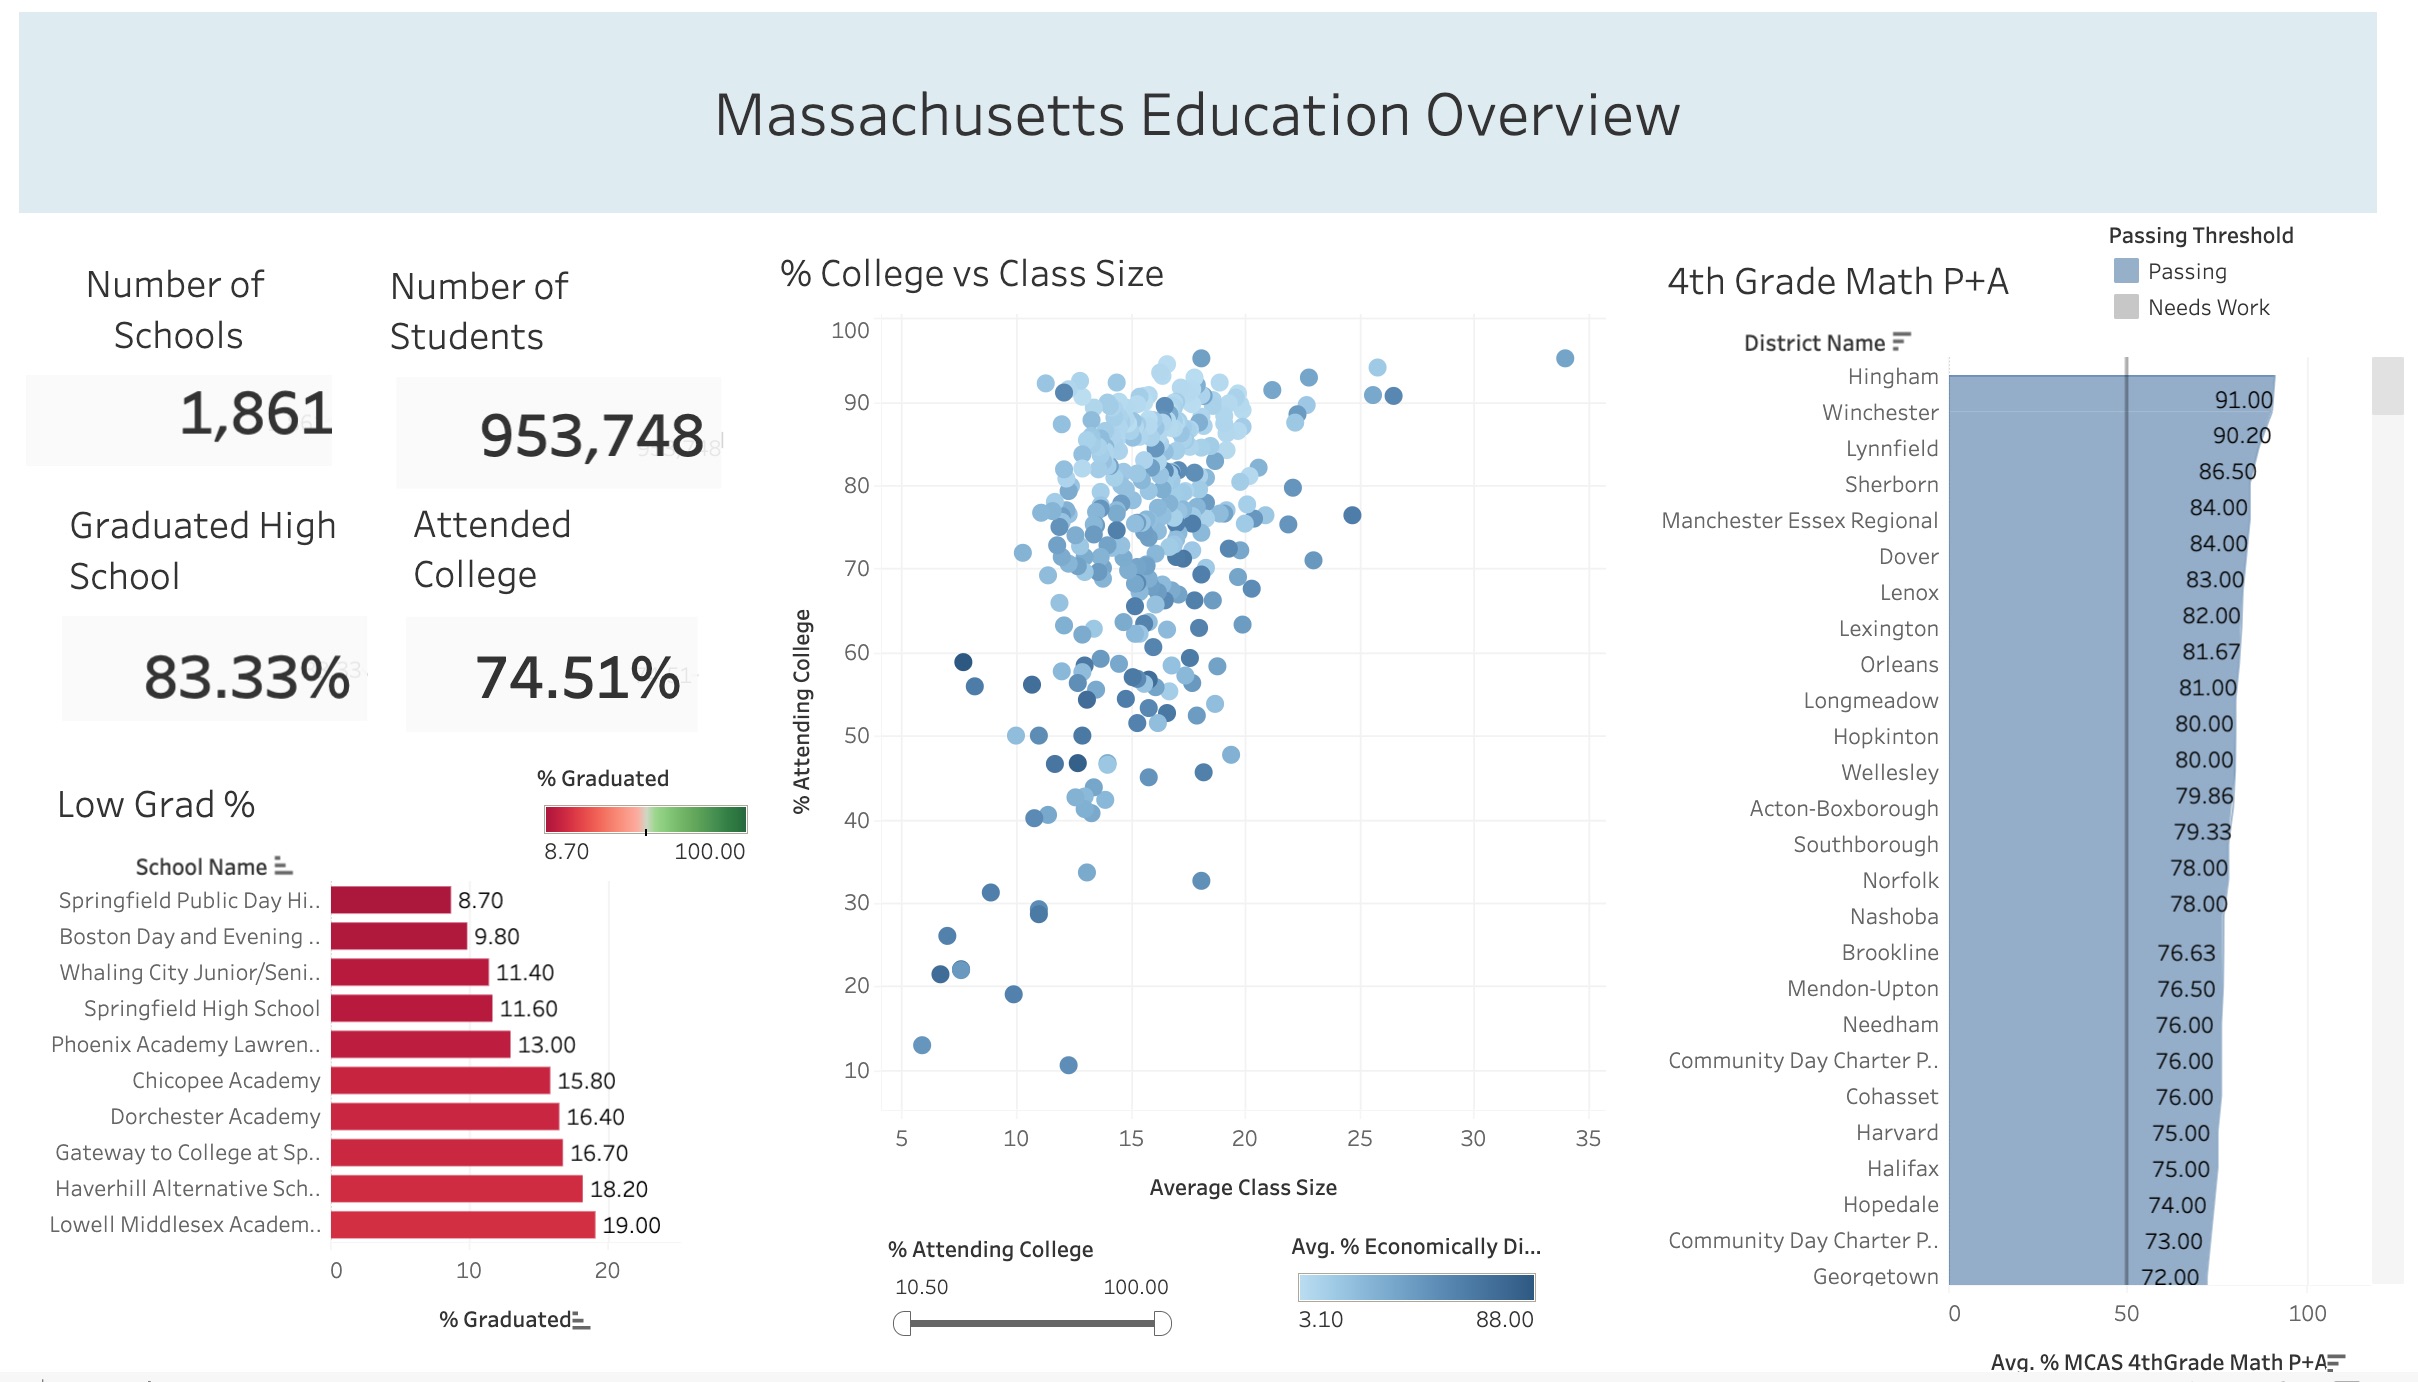 Massachusetts Education Overview
Number of
Schools
1,861
Number of
Students
953,748
Graduated High
School
83.33%
Attended
College
74.51%
Low Grad %
% Graduated
8.70
100.00
School Name
Springfield Public Day Hi.. 8.70
Boston Day and Evening .. 9.80
Whaling City Junior/Seni.. 11.40
Springfield High School 11.60
Phoenix Academy Lawren.. 13.00
Chicopee Academy 15.80
Dorchester Academy 16.40
Gateway to College at Sp.. 16.70
Haverhill Alternative Sch.. 18.20
Lowell Middlesex Academ.. 19.00
0 10 20
% Graduated
% College vs Class Size
% Attending College
100
90
80
70
60
50
40
30
20
10
5 10 15 20 25 30 35
Average Class Size
% Attending College
10.50 100.00
Avg. % Economically Di...
3.10 88.00
4th Grade Math P+A
Passing Threshold
Passing
Needs Work
District Name
Hingham 91.00
Winchester 90.20
Lynnfield 86.50
Sherborn 84.00
Manchester Essex Regional 84.00
Dover 83.00
Lenox 82.00
Lexington 81.67
Orleans 81.00
Longmeadow 80.00
Hopkinton 80.00
Wellesley 79.86
Acton-Boxborough 79.33
Southborough 78.00
Norfolk 78.00
Nashoba
Brookline 76.63
Mendon-Upton 76.50
Needham 76.00
Community Day Charter P.. 76.00
Cohasset 76.00
Harvard 75.00
Halifax 75.00
Hopedale 74.00
Community Day Charter P.. 73.00
Georgetown 72.00
0 50 100
Avg. % MCAS 4thGrade Math P+A